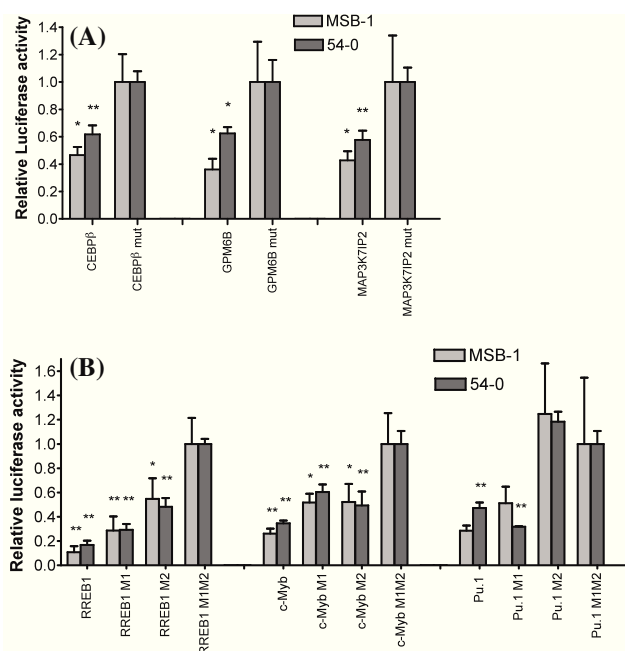 (A)
MSB-1
54-0
Relative Luciferase activity
1.4
1.2
1.0
0.8
0.6
0.4
0.2
0.0
* ** * * * **
CEBPβ
CEBPβ mut
GPM6B
GPM6B mut
MAP3K7IP2
MAP3K7IP2 mut
(B)
MSB-1
54-0
Relative luciferase activity
1.6
1.4
1.2
1.0
0.8
0.6
0.4
0.2
0.0
** ** ** ** * ** ** ** * ** * ** ** **
RREB1
RREB1 M1
RREB1 M2
RREB1 M1M2
c-Myb
c-Myb M1
c-Myb M2
c-Myb M1M2
Pu.1
Pu.1 M1
Pu.1 M2
Pu.1 M1M2